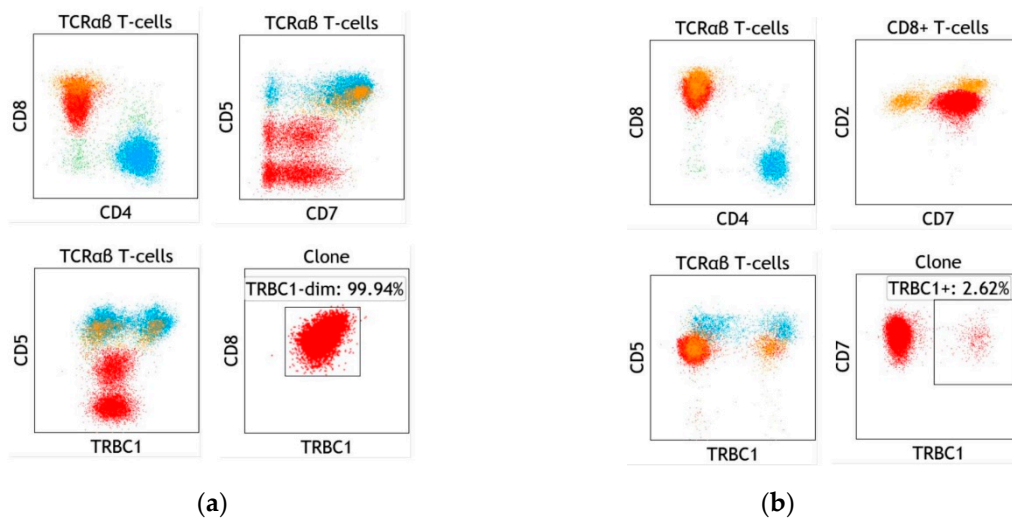 TCRαβ T-cells
CD8
CD4
TCRαβ T-cells
CD5
CD7
TCRαβ T-cells
CD5
TRBC1
Clone
TRBC1-dim: 99.94%
CD8
TRBC1
(a)
TCRαβ T-cells
CD8
CD4
CD8+ T-cells
CD2
CD7
TCRαβ T-cells
CD5
TRBC1
Clone
TRBC1+: 2.62%
CD7
TRBC1
(b)